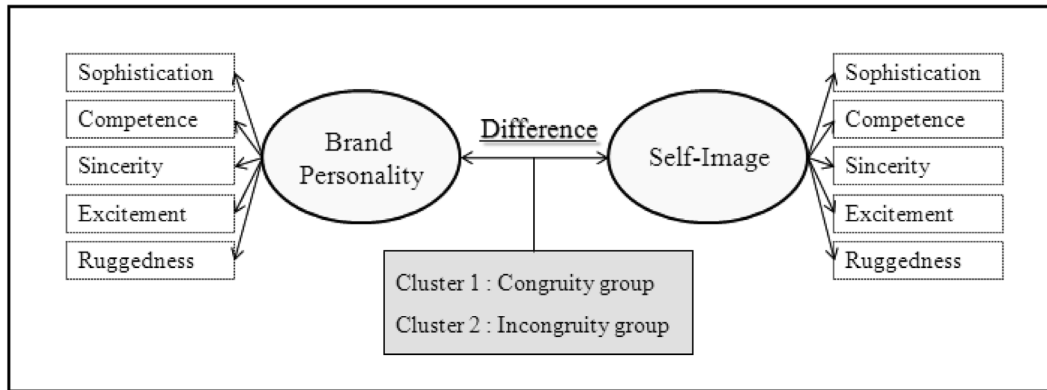 Sophistication
Competence
Sincerity
Excitement
Ruggedness
Brand
Personality
Difference
Self-Image
Cluster 1 : Congruity group
Cluster 2 : Incongruity group
Sophistication
Competence
Sincerity
Excitement
Ruggedness